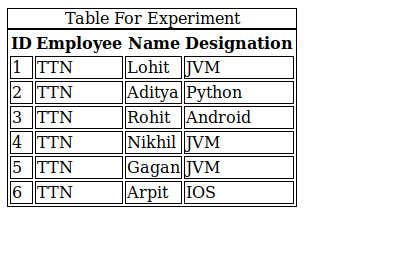 Table For Experiment
ID Employee Name Designation
1 TTN Lohit JVM
2 TTN Aditya Python
3 TTN Rohit Android
4 TTN Nikhil JVM
5 TTN Gagan JVM
6 TTN Arpit IOS